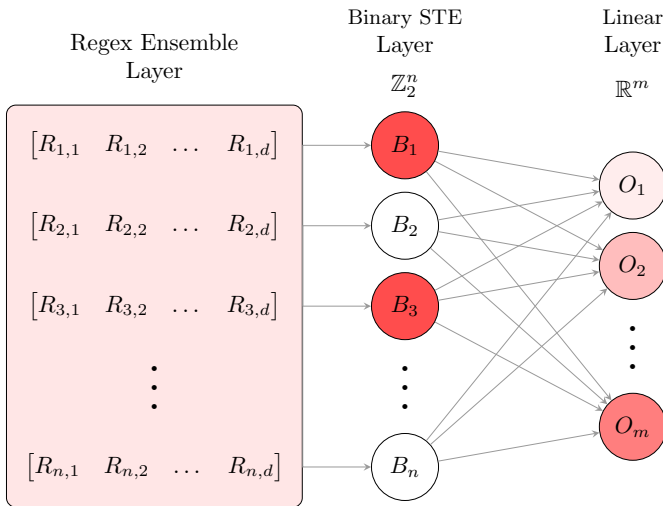 Regex Ensemble
Layer
Binary STE
Layer
ℤ₂ⁿ
Linear
Layer
ℝᵐ
[R₁,₁ R₁,₂ … R₁,d]
B₁
O₁
[R₂,₁ R₂,₂ … R₂,d]
B₂
O₂
[R₃,₁ R₃,₂ … R₃,d]
B₃
⋮
⋮
⋮
Oₘ
[Rₙ,₁ Rₙ,₂ … Rₙ,d]
Bₙ